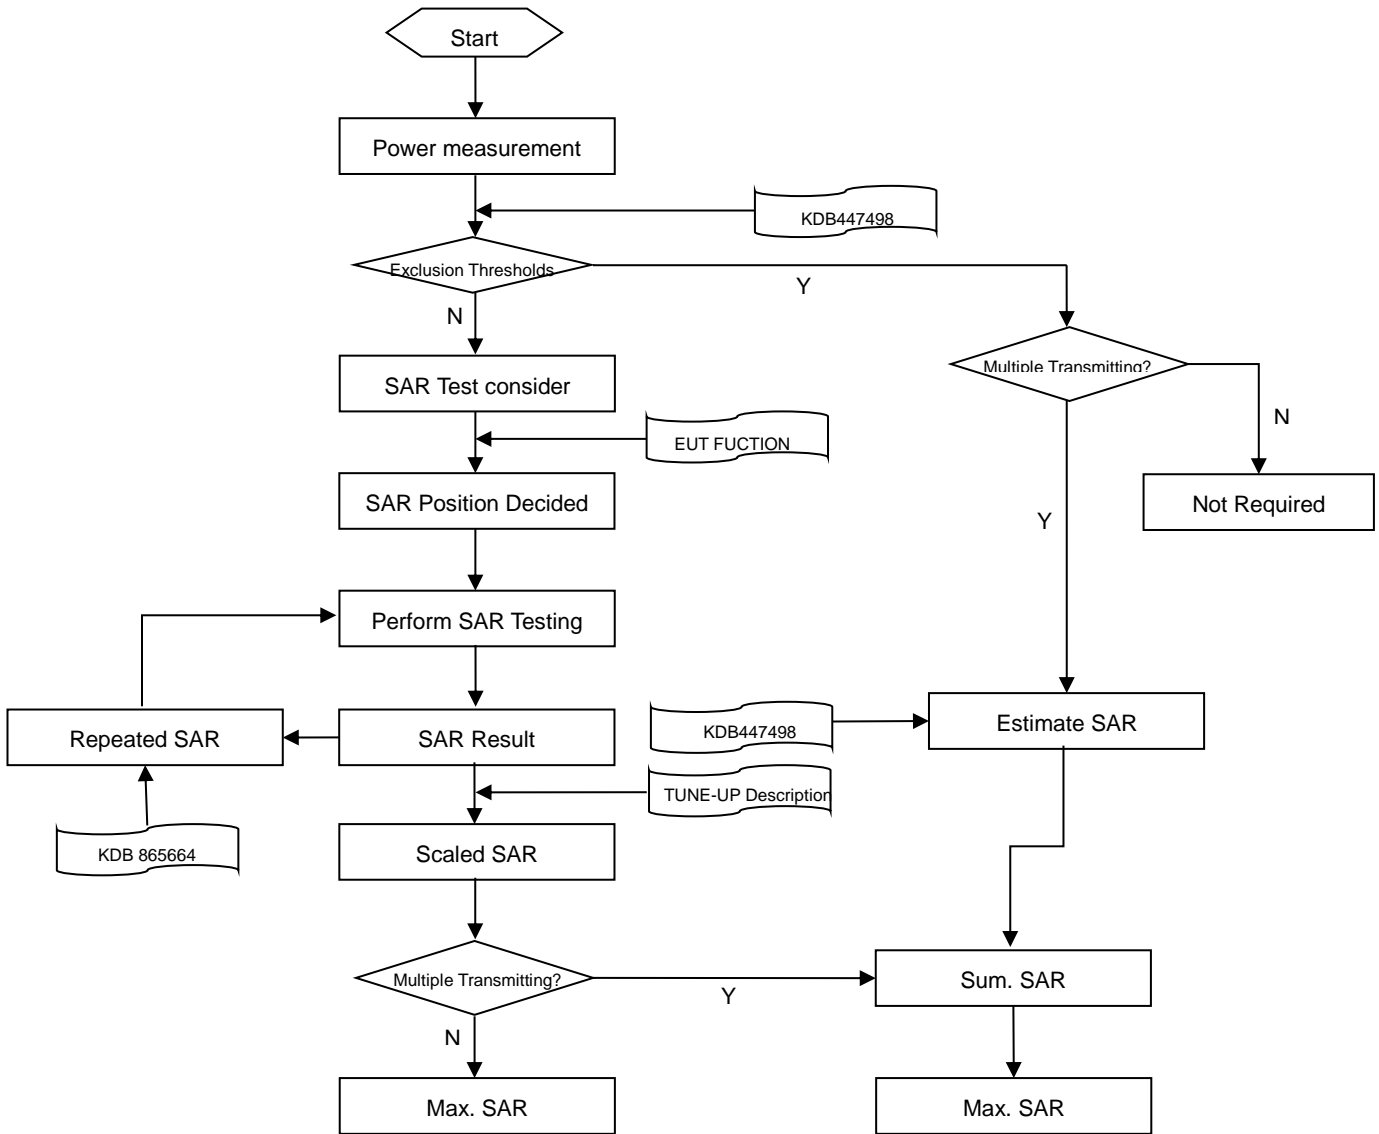 Start
Power measurement
KDB447498
Exclusion Thresholds
Y
N
Multiple Transmitting?
SAR Test consider
N
EUT FUCTION
SAR Position Decided
Not Required
Y
Perform SAR Testing
Repeated SAR
SAR Result
KDB447498
Estimate SAR
TUNE-UP Description
KDB 865664
Scaled SAR
Multiple Transmitting?
Y
Sum. SAR
N
Max. SAR
Max. SAR